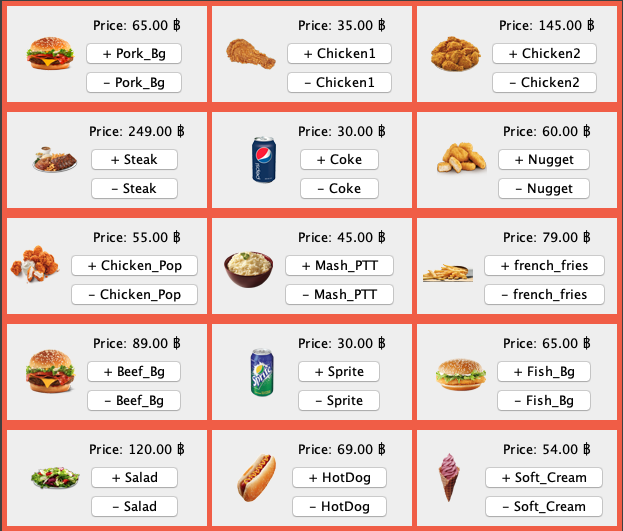 Price: 65.00 ฿
+ Pork_Bg
- Pork_Bg
Price: 35.00 ฿
+ Chicken1
- Chicken1
Price: 145.00 ฿
+ Chicken2
- Chicken2
Price: 249.00 ฿
+ Steak
- Steak
pepsi
Price: 30.00 ฿
+ Coke
- Coke
Price: 60.00 ฿
+ Nugget
- Nugget
Price: 55.00 ฿
+ Chicken_Pop
- Chicken_Pop
Price: 45.00 ฿
+ Mash_PTT
- Mash_PTT
Price: 79.00 ฿
+ french_fries
- french_fries
Price: 89.00 ฿
+ Beef_Bg
- Beef_Bg
Sprite
Price: 30.00 ฿
+ Sprite
- Sprite
Price: 65.00 ฿
+ Fish_Bg
- Fish_Bg
Price: 120.00 ฿
+ Salad
- Salad
Price: 69.00 ฿
+ HotDog
- HotDog
Price: 54.00 ฿
+ Soft_Cream
- Soft_Cream